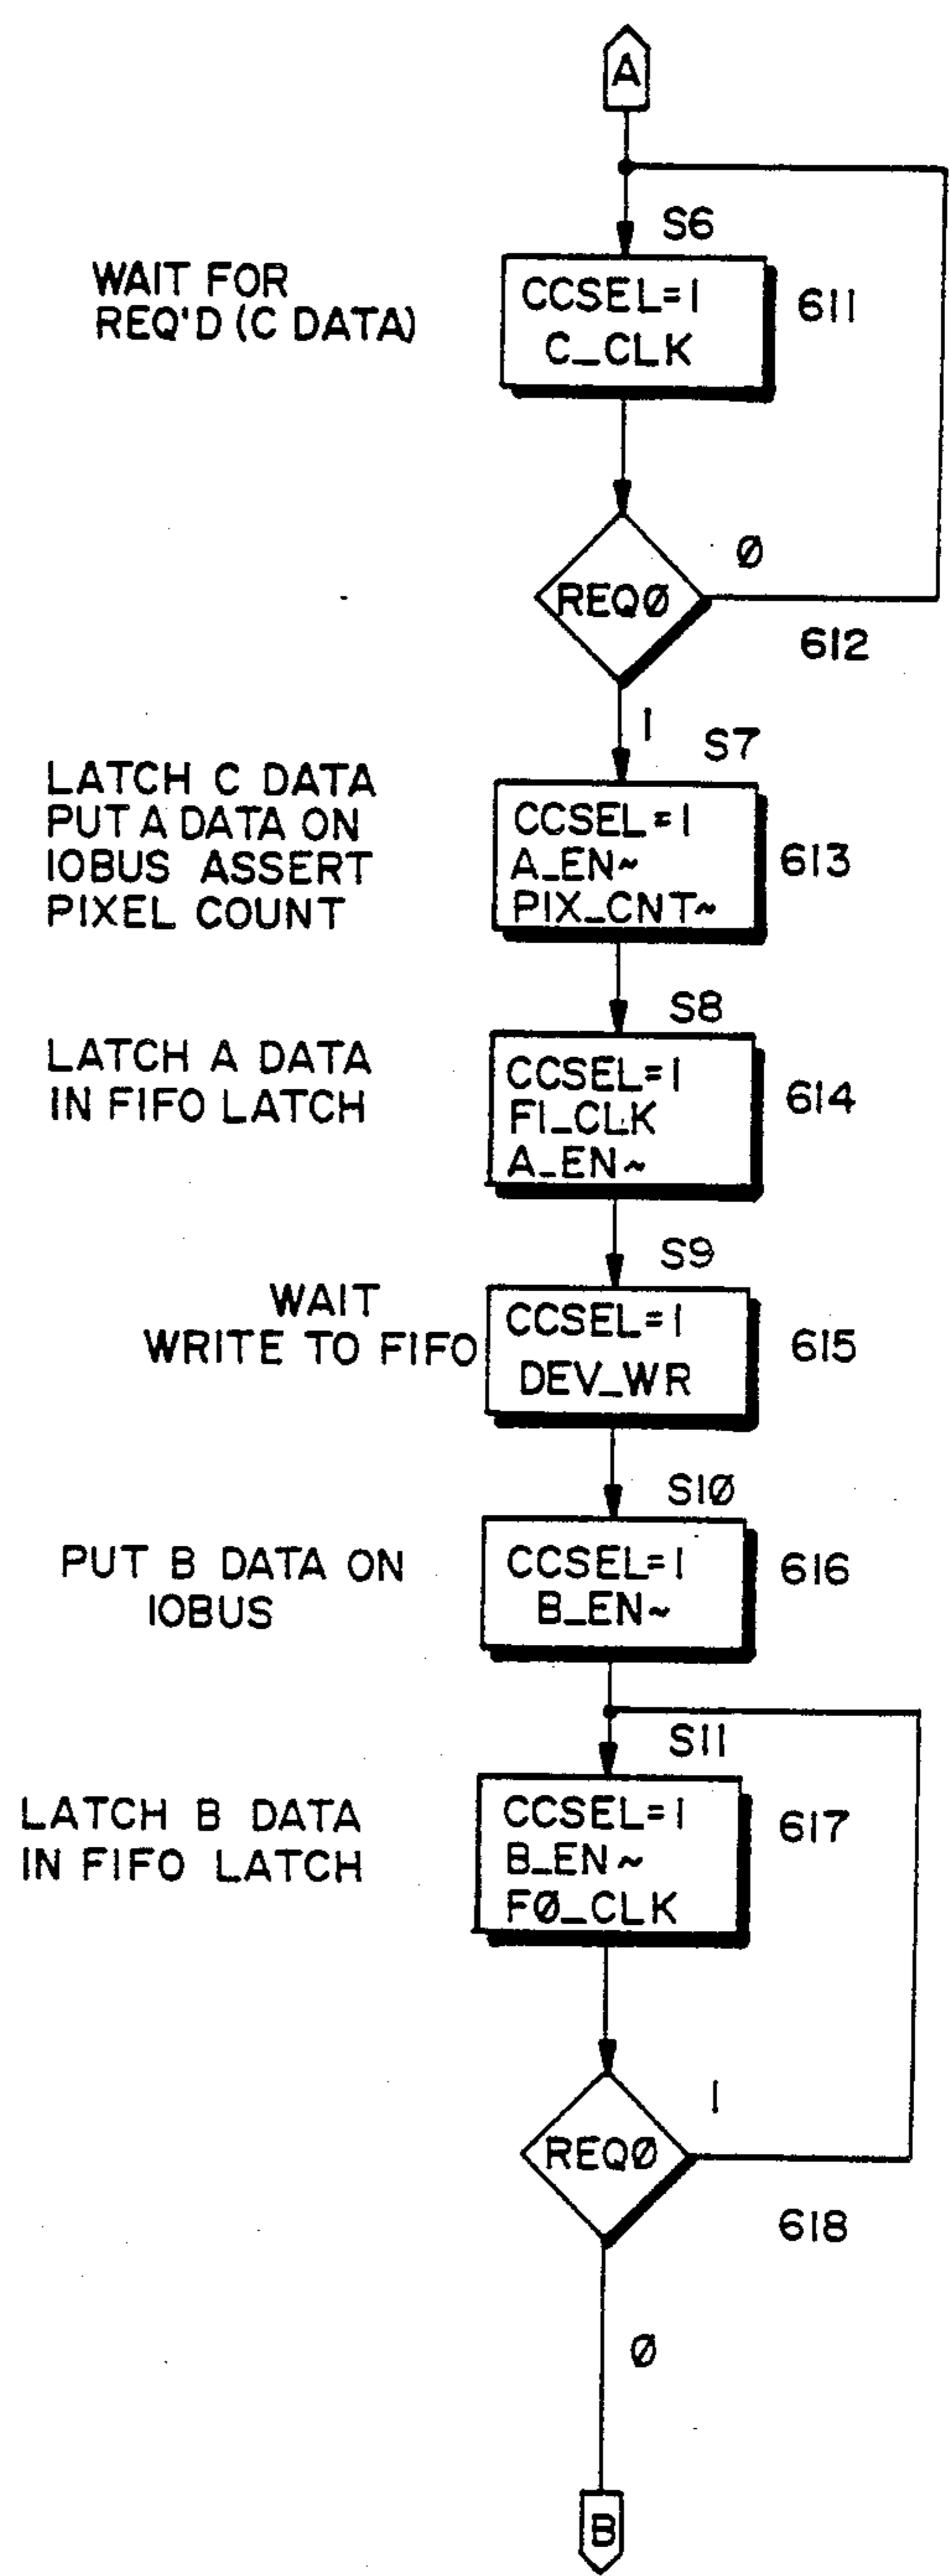 A
S6
WAIT FOR
REQ'D (C DATA)
CCSEL=1
C_CLK
611
REQØ
Ø
612
1
S7
LATCH C DATA
PUT A DATA ON
IOBUS ASSERT
PIXEL COUNT
CCSEL=1
A_EN~
PIX_CNT~
613
S8
LATCH A DATA
IN FIFO LATCH
CCSEL=1
F1_CLK
A_EN~
614
S9
WAIT
WRITE TO FIFO
CCSEL=1
DEV_WR
615
S1Ø
PUT B DATA ON
IOBUS
CCSEL=1
B_EN~
616
S11
LATCH B DATA
IN FIFO LATCH
CCSEL=1
B_EN~
FØ_CLK
617
REQØ
1
618
Ø
B